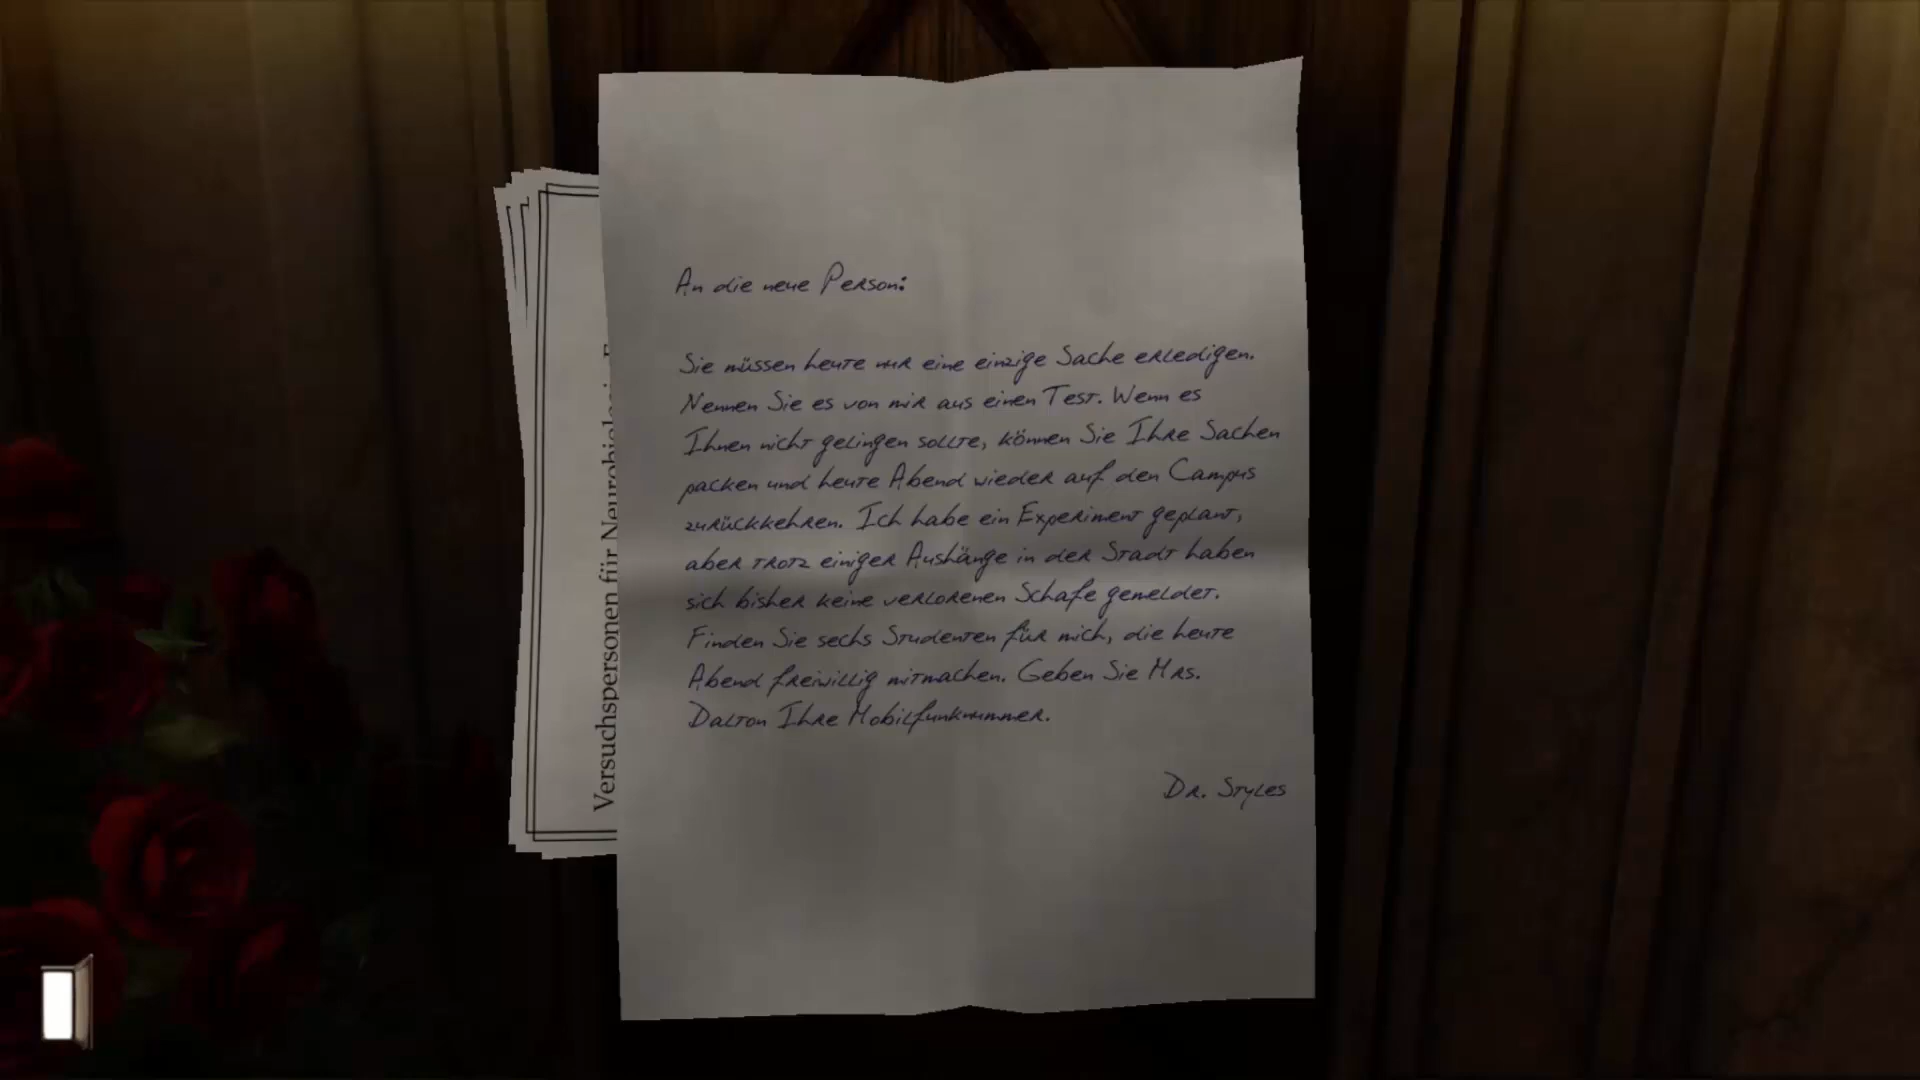 An die neue Person:
Sie müssen heute nur eine einzige Sache erledigen.
Nennen Sie es von mir aus einen Test. Wenn es
Ihnen nicht gelingen sollte, können Sie Ihre Sachen
packen und heute Abend wieder auf den Campus
zurückkehren. Ich habe ein Experiment geplant,
aber trotz einiger Aushänge in der Stadt haben
sich bisher keine verlorenen Schafe gemeldet.
Finden Sie sechs Studenten für mich, die heute
Abend freiwillig mitmachen. Geben Sie Mrs.
Dalton Ihre Mobilfunknummer.
Dr. Styles
Versuchspersonen für